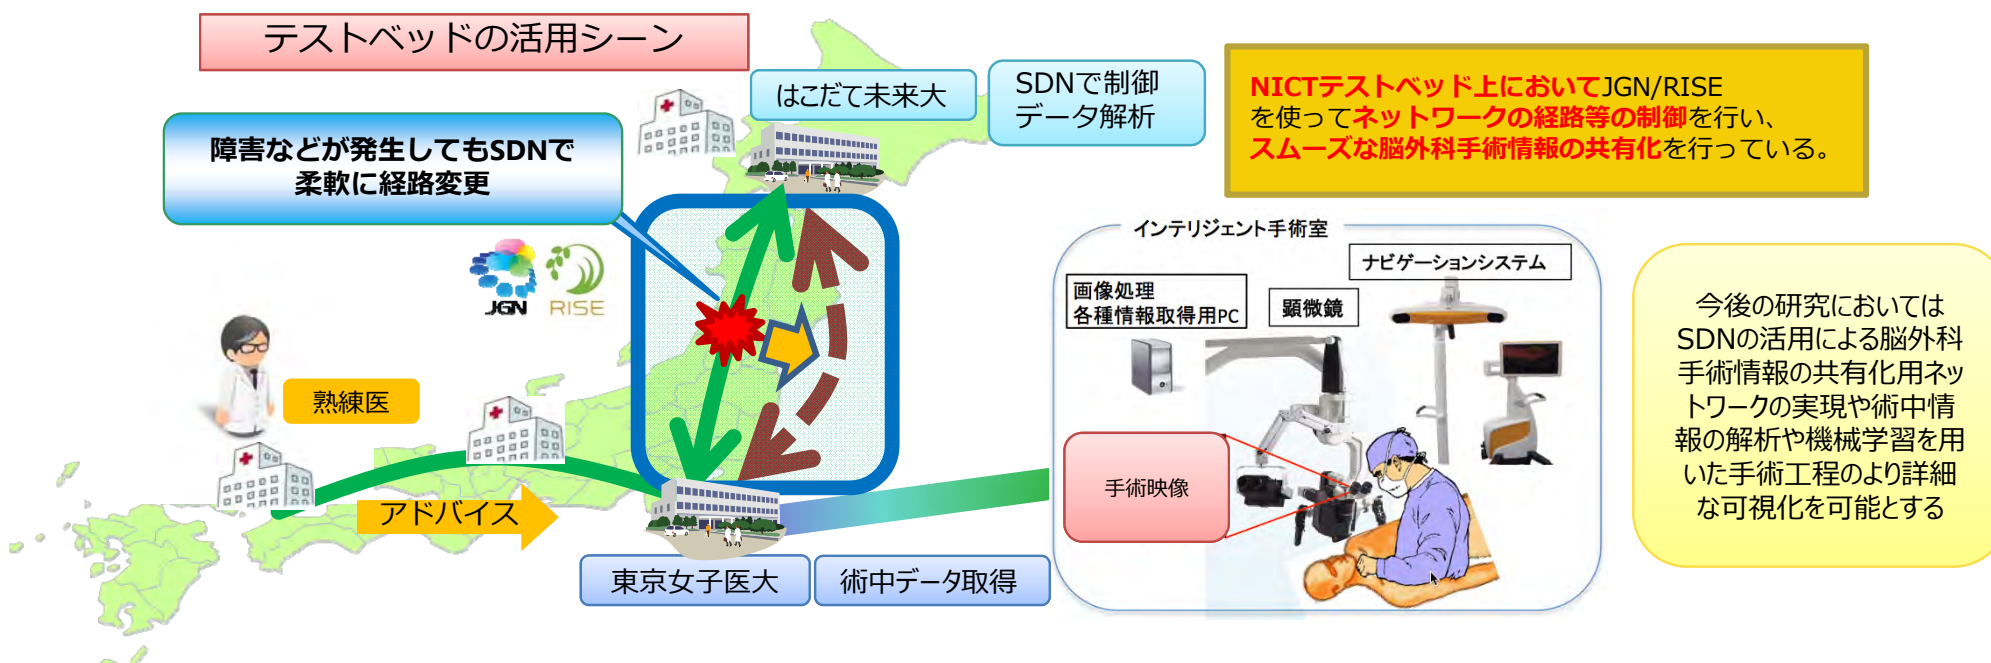 テストベッドの活用シーン
はこだて未来大
SDNで制御
データ解析
NICTテストベッド上においてJGN/RISE
を使ってネットワークの経路等の制御を行い、
スムーズな脳外科手術情報の共有化を行っている。
障害などが発生してもSDNで
柔軟に経路変更
JGN
RISE
熟練医
アドバイス
東京女子医大
術中データ取得
インテリジェント手術室
ナビゲーションシステム
画像処理
各種情報取得用PC
顕微鏡
手術映像
今後の研究においては
SDNの活用による脳外科
手術情報の共有化用ネッ
トワークの実現や術中情
報の解析や機械学習を用
いた手術工程のより詳細
な可視化を可能とする